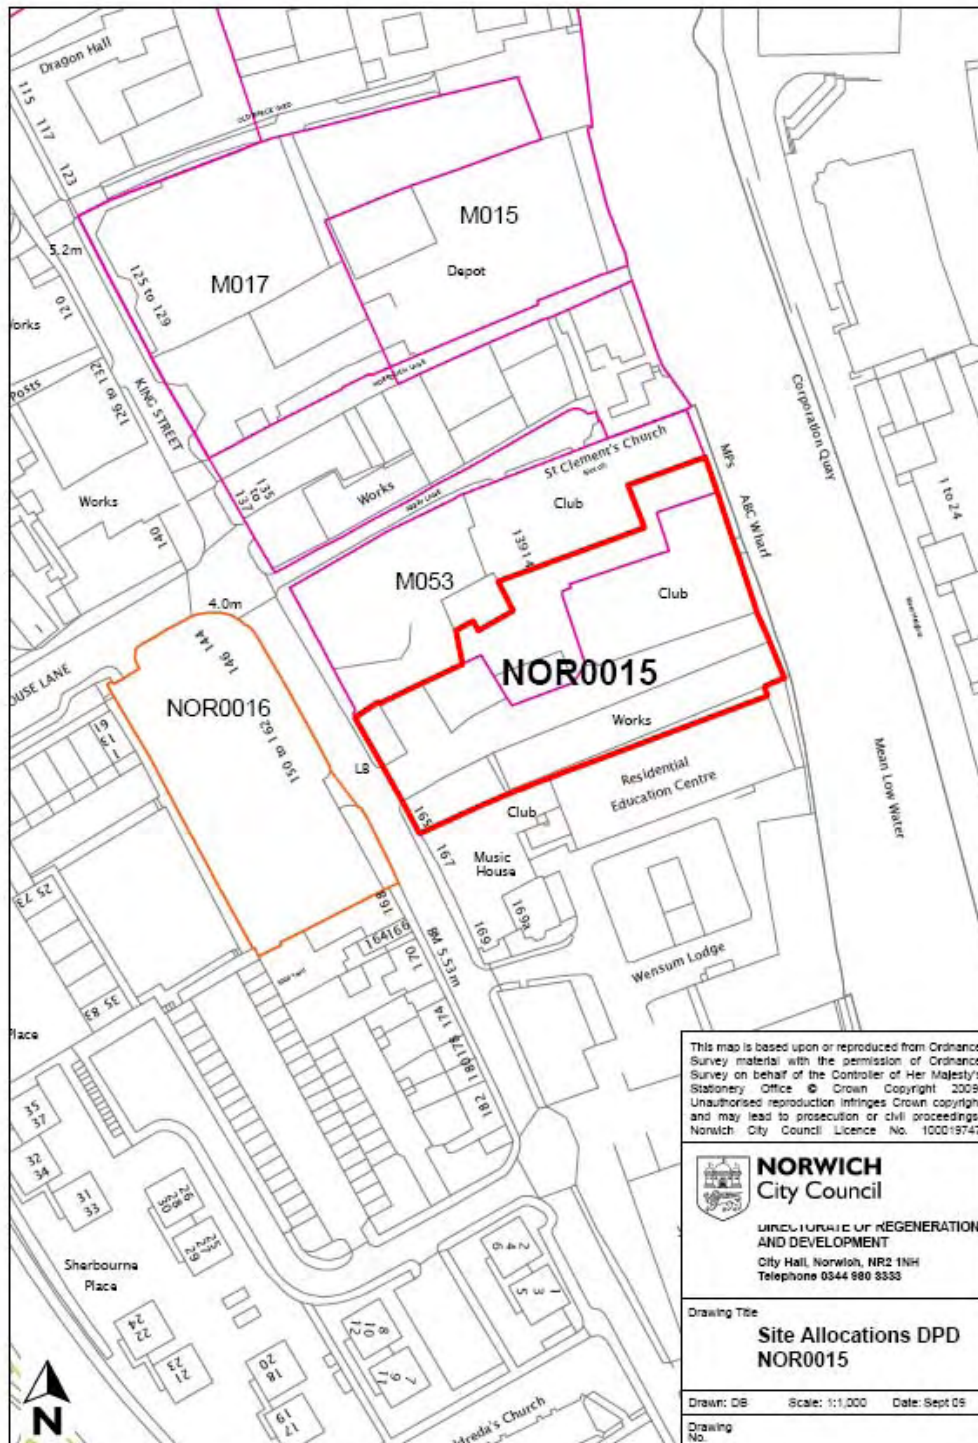 Dragon Hall
115
117
123
5.2m
125 to 129
M017
M015
Depot
120
126 to 132
KING STREET
Posts
Works
140
135
to
137
Works
St Clement's Church
Club
M053
4.0m
144
146
150 to 162
NOR0016
NOR0015
Club
Works
LB
165
167
Club
Residential
Education Centre
Music
House
169
169a
Wensum Lodge
MPs
ABC Wharf
Corporation Quay
1 to 24
Mean Low Water
168
164 166
170
BM 5.53m
174
182
25 73
35 83
35
37
32
34
31
33
Sherbourne
Place
24
22
23
21
20
18
19
17
2 4 6
1 3 5
8
10
12
7
9
11
This map is based upon or reproduced from Ordnance
Survey material with the permission of Ordnance
Survey on behalf of the Controller of Her Majesty's
Stationery Office © Crown Copyright 2009
Unauthorised reproduction infringes Crown copyrigh
and may lead to prosecution or civil proceedings
Norwich City Council Licence No. 100019747
NORWICH
City Council
DIRECTORATE OF REGENERATION
AND DEVELOPMENT
City Hall, Norwich, NR2 1NH
Telephone 0344 980 3333
Drawing Title
Site Allocations DPD
NOR0015
Drawn: DB Scale: 1:1,000 Date: Sept 09
Drawing
No.
N